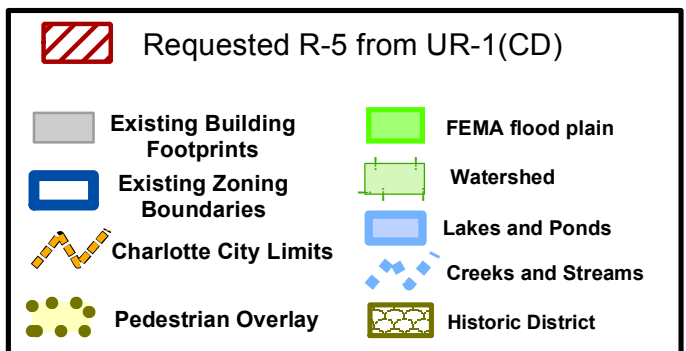 Requested R-5 from UR-1(CD)
Existing Building
Footprints
Existing Zoning
Boundaries
Charlotte City Limits
Pedestrian Overlay
FEMA flood plain
Watershed
Lakes and Ponds
Creeks and Streams
Historic District